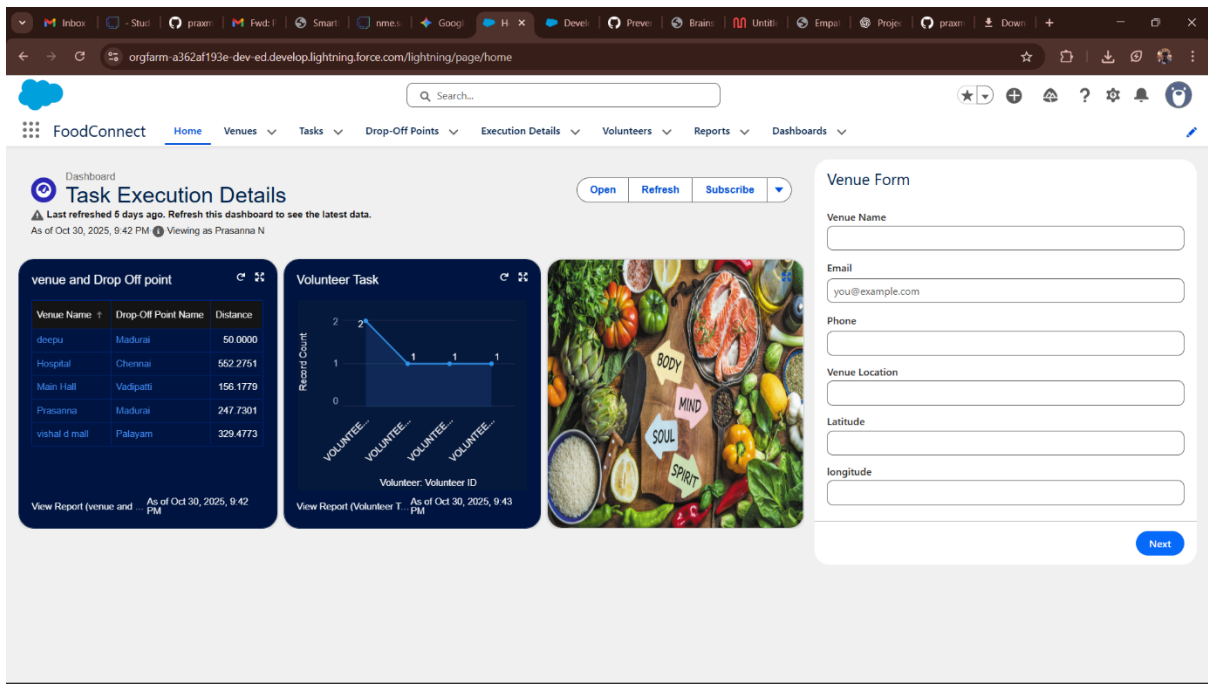 Inbox
- Stud
praxm
Fwd: F
Smart
nme.s
Googl
H
Develo
Preve
Brains
Untitle
Empat
Projec
praxm
Down
orgfarm-a362af193e-dev-ed.develop.lightning.force.com/lightning/page/home
Search...
FoodConnect
Home
Venues
Tasks
Drop-Off Points
Execution Details
Volunteers
Reports
Dashboards
Dashboard
Task Execution Details
Last refreshed 5 days ago. Refresh this dashboard to see the latest data.
As of Oct 30, 2025, 9:42 PM Viewing as Prasanna N
Open
Refresh
Subscribe
venue and Drop Off point
Venue Name ↑ Drop-Off Point Name Distance
deepu Madurai 50.0000
Hospital Chennai 552.2751
Main Hall Vadipatti 156.1779
Prasanna Madurai 247.7301
vishal d mall Palayam 329.4773
View Report (venue and ...
As of Oct 30, 2025, 9:42
PM
Volunteer Task
Record Count
2
1
0
2
1
1
1
VOLUNTEE...
VOLUNTEE...
VOLUNTEE...
VOLUNTEE...
Volunteer: Volunteer ID
View Report (Volunteer T...
As of Oct 30, 2025, 9:43
PM
BODY
MIND
SOUL
SPIRIT
Venue Form
Venue Name
Email
you@example.com
Phone
Venue Location
Latitude
longitude
Next